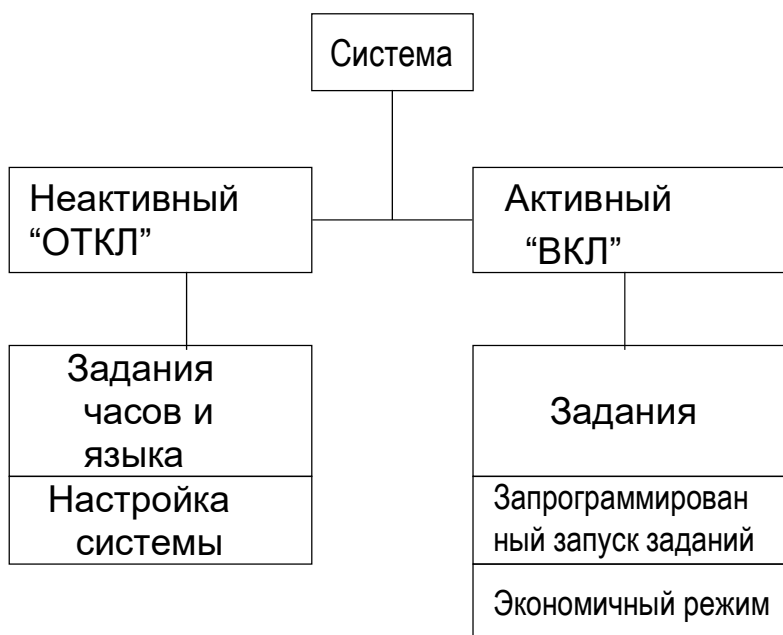 Система
Неактивный
“ОТКЛ”
Активный
“ВКЛ”
Задания
часов и
языка
Настройка
системы
Задания
Запрограммирован
ный запуск заданий
Экономичный режим